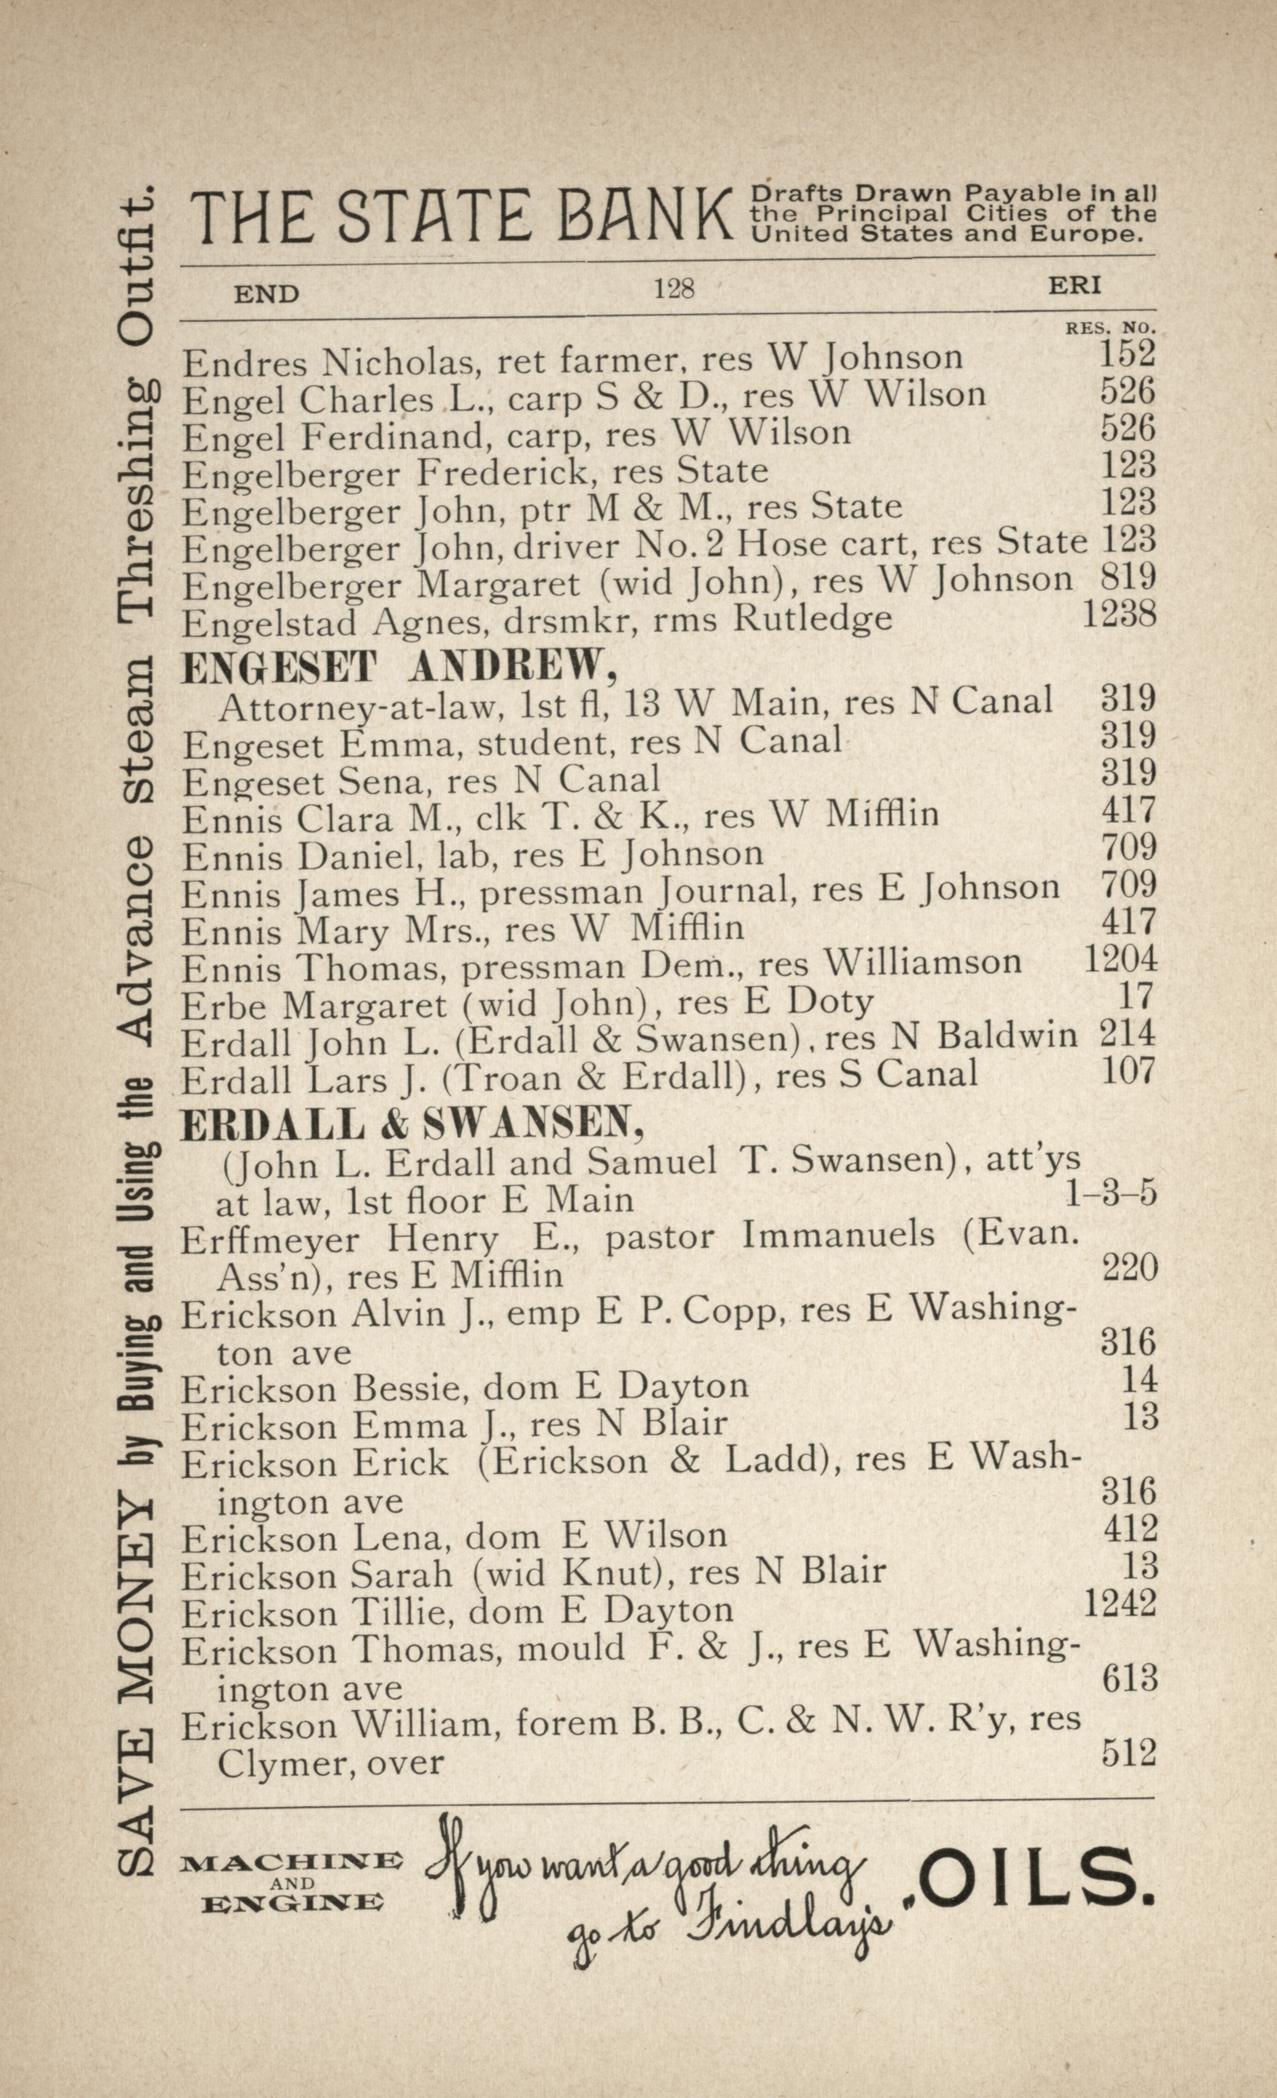 THE STATE BANK Drafts Drawn Payable in all
the Principal Cities of the
United States and Europe.
END 128 ERI
RES. NO.
Endres Nicholas, ret farmer, res W Johnson 152
Engel Charles L., carp S & D., res W Wilson 526
Engel Ferdinand, carp, res W Wilson 526
Engelberger Frederick, res State 123
Engelberger John, ptr M & M., res State 123
Engelberger John, driver No. 2 Hose cart, res State 123
Engelberger Margaret (wid John), res W Johnson 819
Engelstad Agnes, drsmkr, rms Rutledge 1238
ENGESET ANDREW,
Attorney-at-law, 1st fl, 13 W Main, res N Canal 319
Engeset Emma, student, res N Canal 319
Engeset Sena, res N Canal 319
Ennis Clara M., clk T. & K., res W Mifflin 417
Ennis Daniel, lab, res E Johnson 709
Ennis James H., pressman Journal, res E Johnson 709
Ennis Mary Mrs., res W Mifflin 417
Ennis Thomas, pressman Dem., res Williamson 1204
Erbe Margaret (wid John), res E Doty 17
Erdall John L. (Erdall & Swansen), res N Baldwin 214
Erdall Lars J. (Troan & Erdall), res S Canal 107
ERDALL & SWANSEN,
(John L. Erdall and Samuel T. Swansen), att'ys
at law, 1st floor E Main 1-3-5
Erffmeyer Henry E., pastor Immanuels (Evan.
Ass'n), res E Mifflin 220
Erickson Alvin J., emp E P. Copp, res E Washing-
ton ave 316
Erickson Bessie, dom E Dayton 14
Erickson Emma J., res N Blair 13
Erickson Erick (Erickson & Ladd), res E Wash-
ington ave 316
Erickson Lena, dom E Wilson 412
Erickson Sarah (wid Knut), res N Blair 13
Erickson Tillie, dom E Dayton 1242
Erickson Thomas, mould F. & J., res E Washing-
ington ave 613
Erickson William, forem B. B., C. & N. W. R'y, res
Clymer, over 512
MACHINE
AND
ENGINE
If you want a good thing
go to Findlay's
OILS.
SAVE MONEY by Buying and Using the Advance Steam Threshing Outfit.